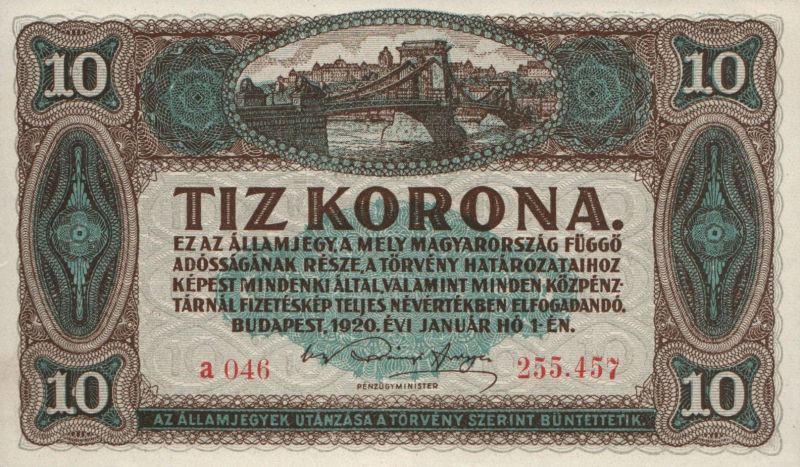 10
10
TIZ KORONA.
EZ AZ ÁLLAMJEGY, A MELY MAGYARORSZÁG FÜGGŐ
ADÓSSÁGÁNAK RÉSZE, A TÖRVÉNY HATÁROZATAIHOZ
KÉPEST MINDENKI ÁLTAL, VALAMINT MINDEN KÖZPÉNZ-
TÁRNÁL FIZETÉSKÉP TELJES NÉVÉRTÉKBEN ELFOGADANDÓ.
BUDAPEST, 1920. ÉVI JANUÁR HÓ 1-ÉN.
a 046
255.457
PÉNZÜGYMINISTER
10
10
AZ ÁLLAMJEGYEK UTÁNZÁSA A TÖRVÉNY SZERINT BÜNTETTETIK.